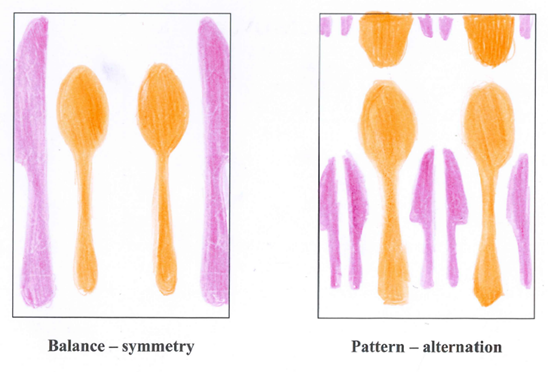 Balance – symmetry
Pattern – alternation